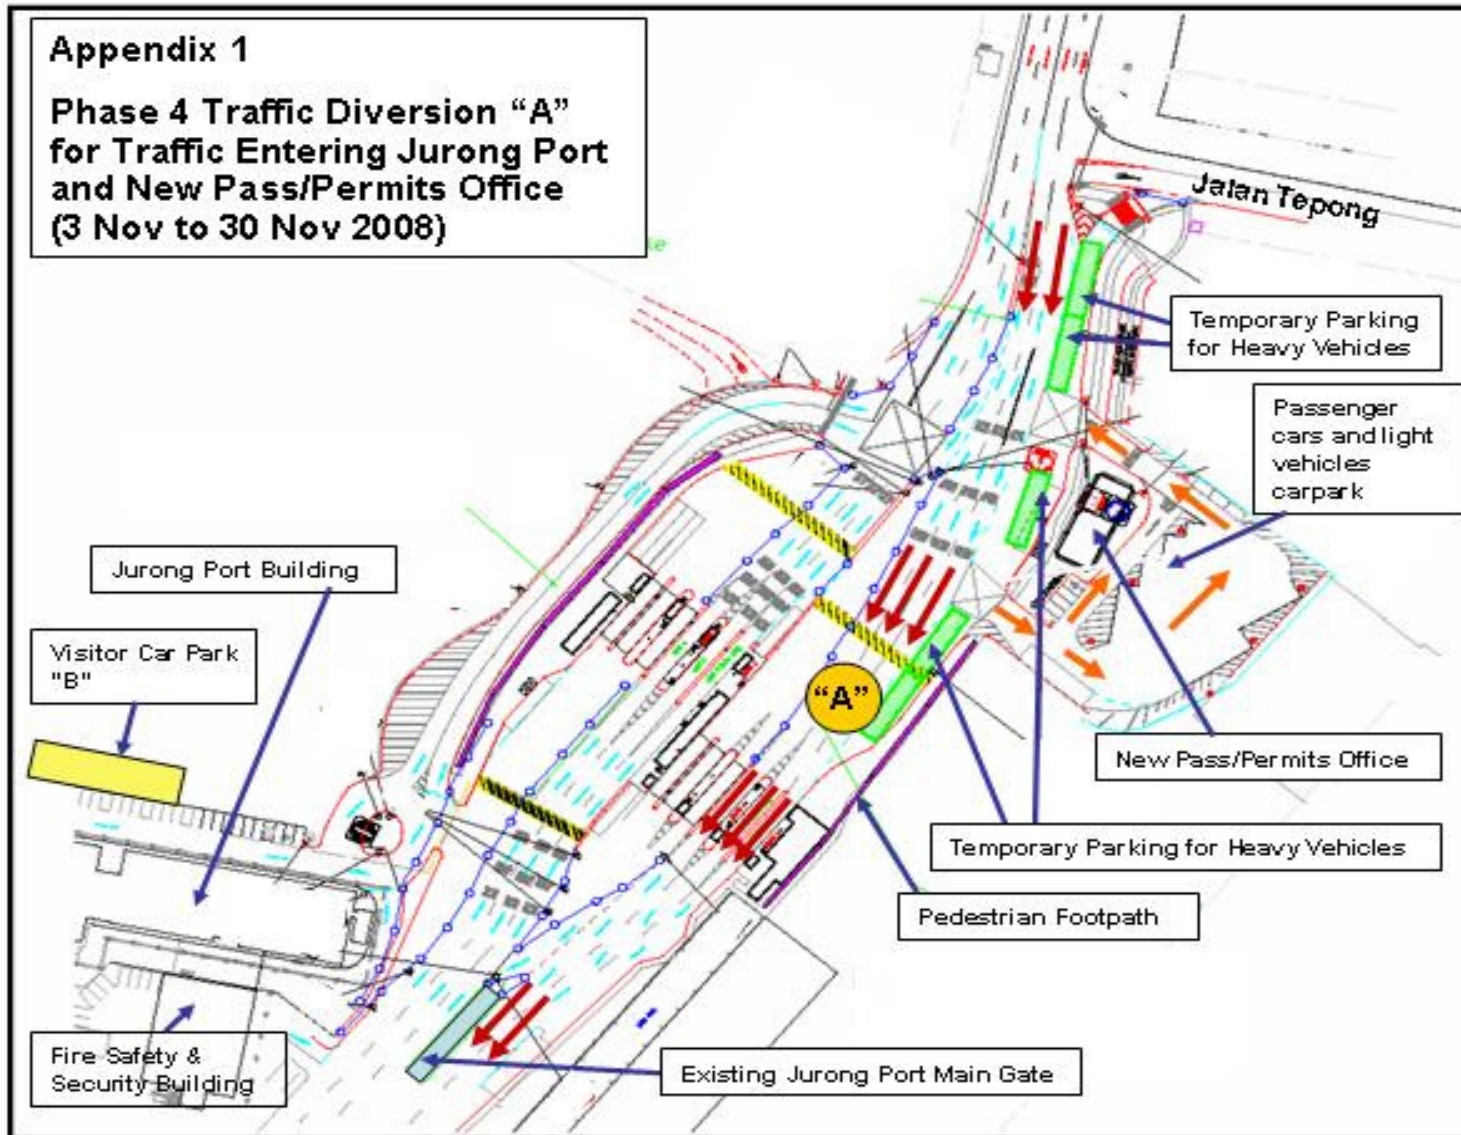 Appendix 1
Phase 4 Traffic Diversion “A”
for Traffic Entering Jurong Port
and New Pass/Permits Office
(3 Nov to 30 Nov 2008)
Jalan Tepong
Temporary Parking
for Heavy Vehicles
Passenger
cars and light
vehicles
carpark
Jurong Port Building
Visitor Car Park
"B"
“A”
New Pass/Permits Office
Temporary Parking for Heavy Vehicles
Pedestrian Footpath
Fire Safety &
Security Building
Existing Jurong Port Main Gate